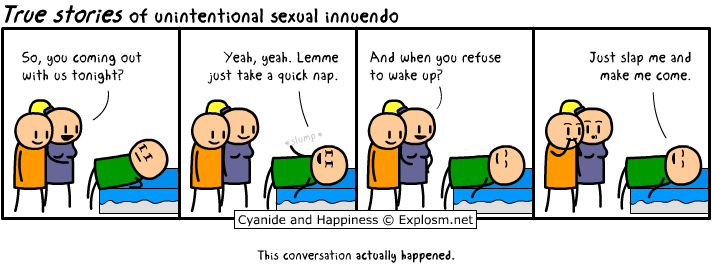 True stories of unintentional sexual innuendo
So, you coming out
with us tonight?
Yeah, yeah. Lemme
just take a quick nap.
*slump*
And when you refuse
to wake up?
Just slap me and
make me come.
Cyanide and Happiness © Explosm.net
This conversation actually happened.